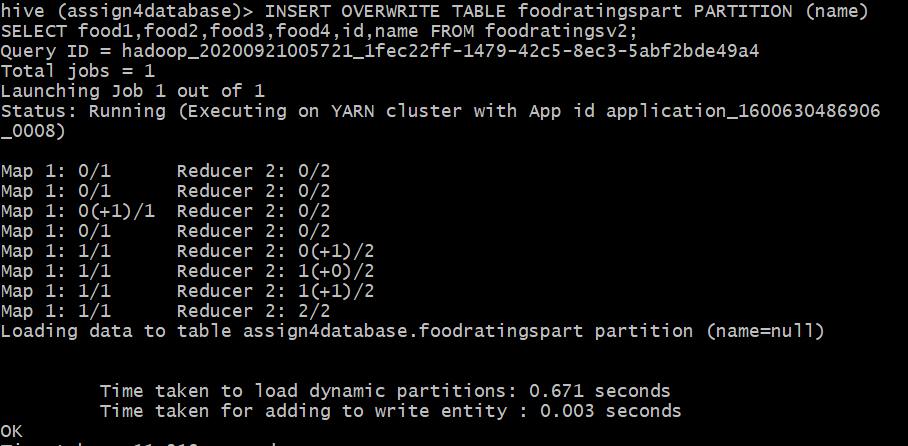 hive (assign4database)> INSERT OVERWRITE TABLE foodratingspart PARTITION (name)
SELECT food1,food2,food3,food4,id,name FROM foodratingsv2;
Query ID = hadoop_20200921005721_1fec22ff-1479-42c5-8ec3-5abf2bde49a4
Total jobs = 1
Launching Job 1 out of 1
Status: Running (Executing on YARN cluster with App id application_1600630486906
_0008)
Map 1: 0/1 Reducer 2: 0/2
Map 1: 0/1 Reducer 2: 0/2
Map 1: 0(+1)/1 Reducer 2: 0/2
Map 1: 0/1 Reducer 2: 0/2
Map 1: 1/1 Reducer 2: 0(+1)/2
Map 1: 1/1 Reducer 2: 1(+0)/2
Map 1: 1/1 Reducer 2: 1(+1)/2
Map 1: 1/1 Reducer 2: 2/2
Loading data to table assign4database.foodratingspart partition (name=null)
Time taken to load dynamic partitions: 0.671 seconds
Time taken for adding to write entity : 0.003 seconds
OK